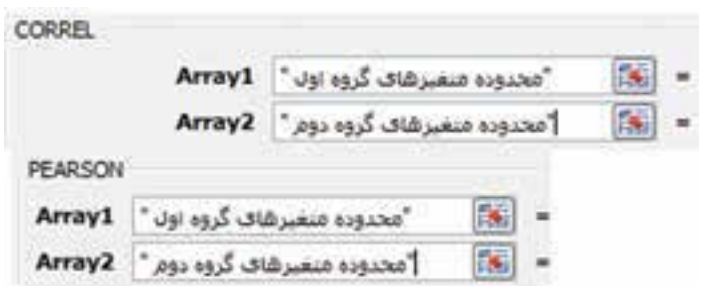 CORREL
Array1 "محدوده متغیرهای گروه اول" =
Array2 "محدوده متغیرهای گروه دوم" =
PEARSON
Array1 "محدوده متغیرهای گروه اول" =
Array2 "محدوده متغیرهای گروه دوم" =